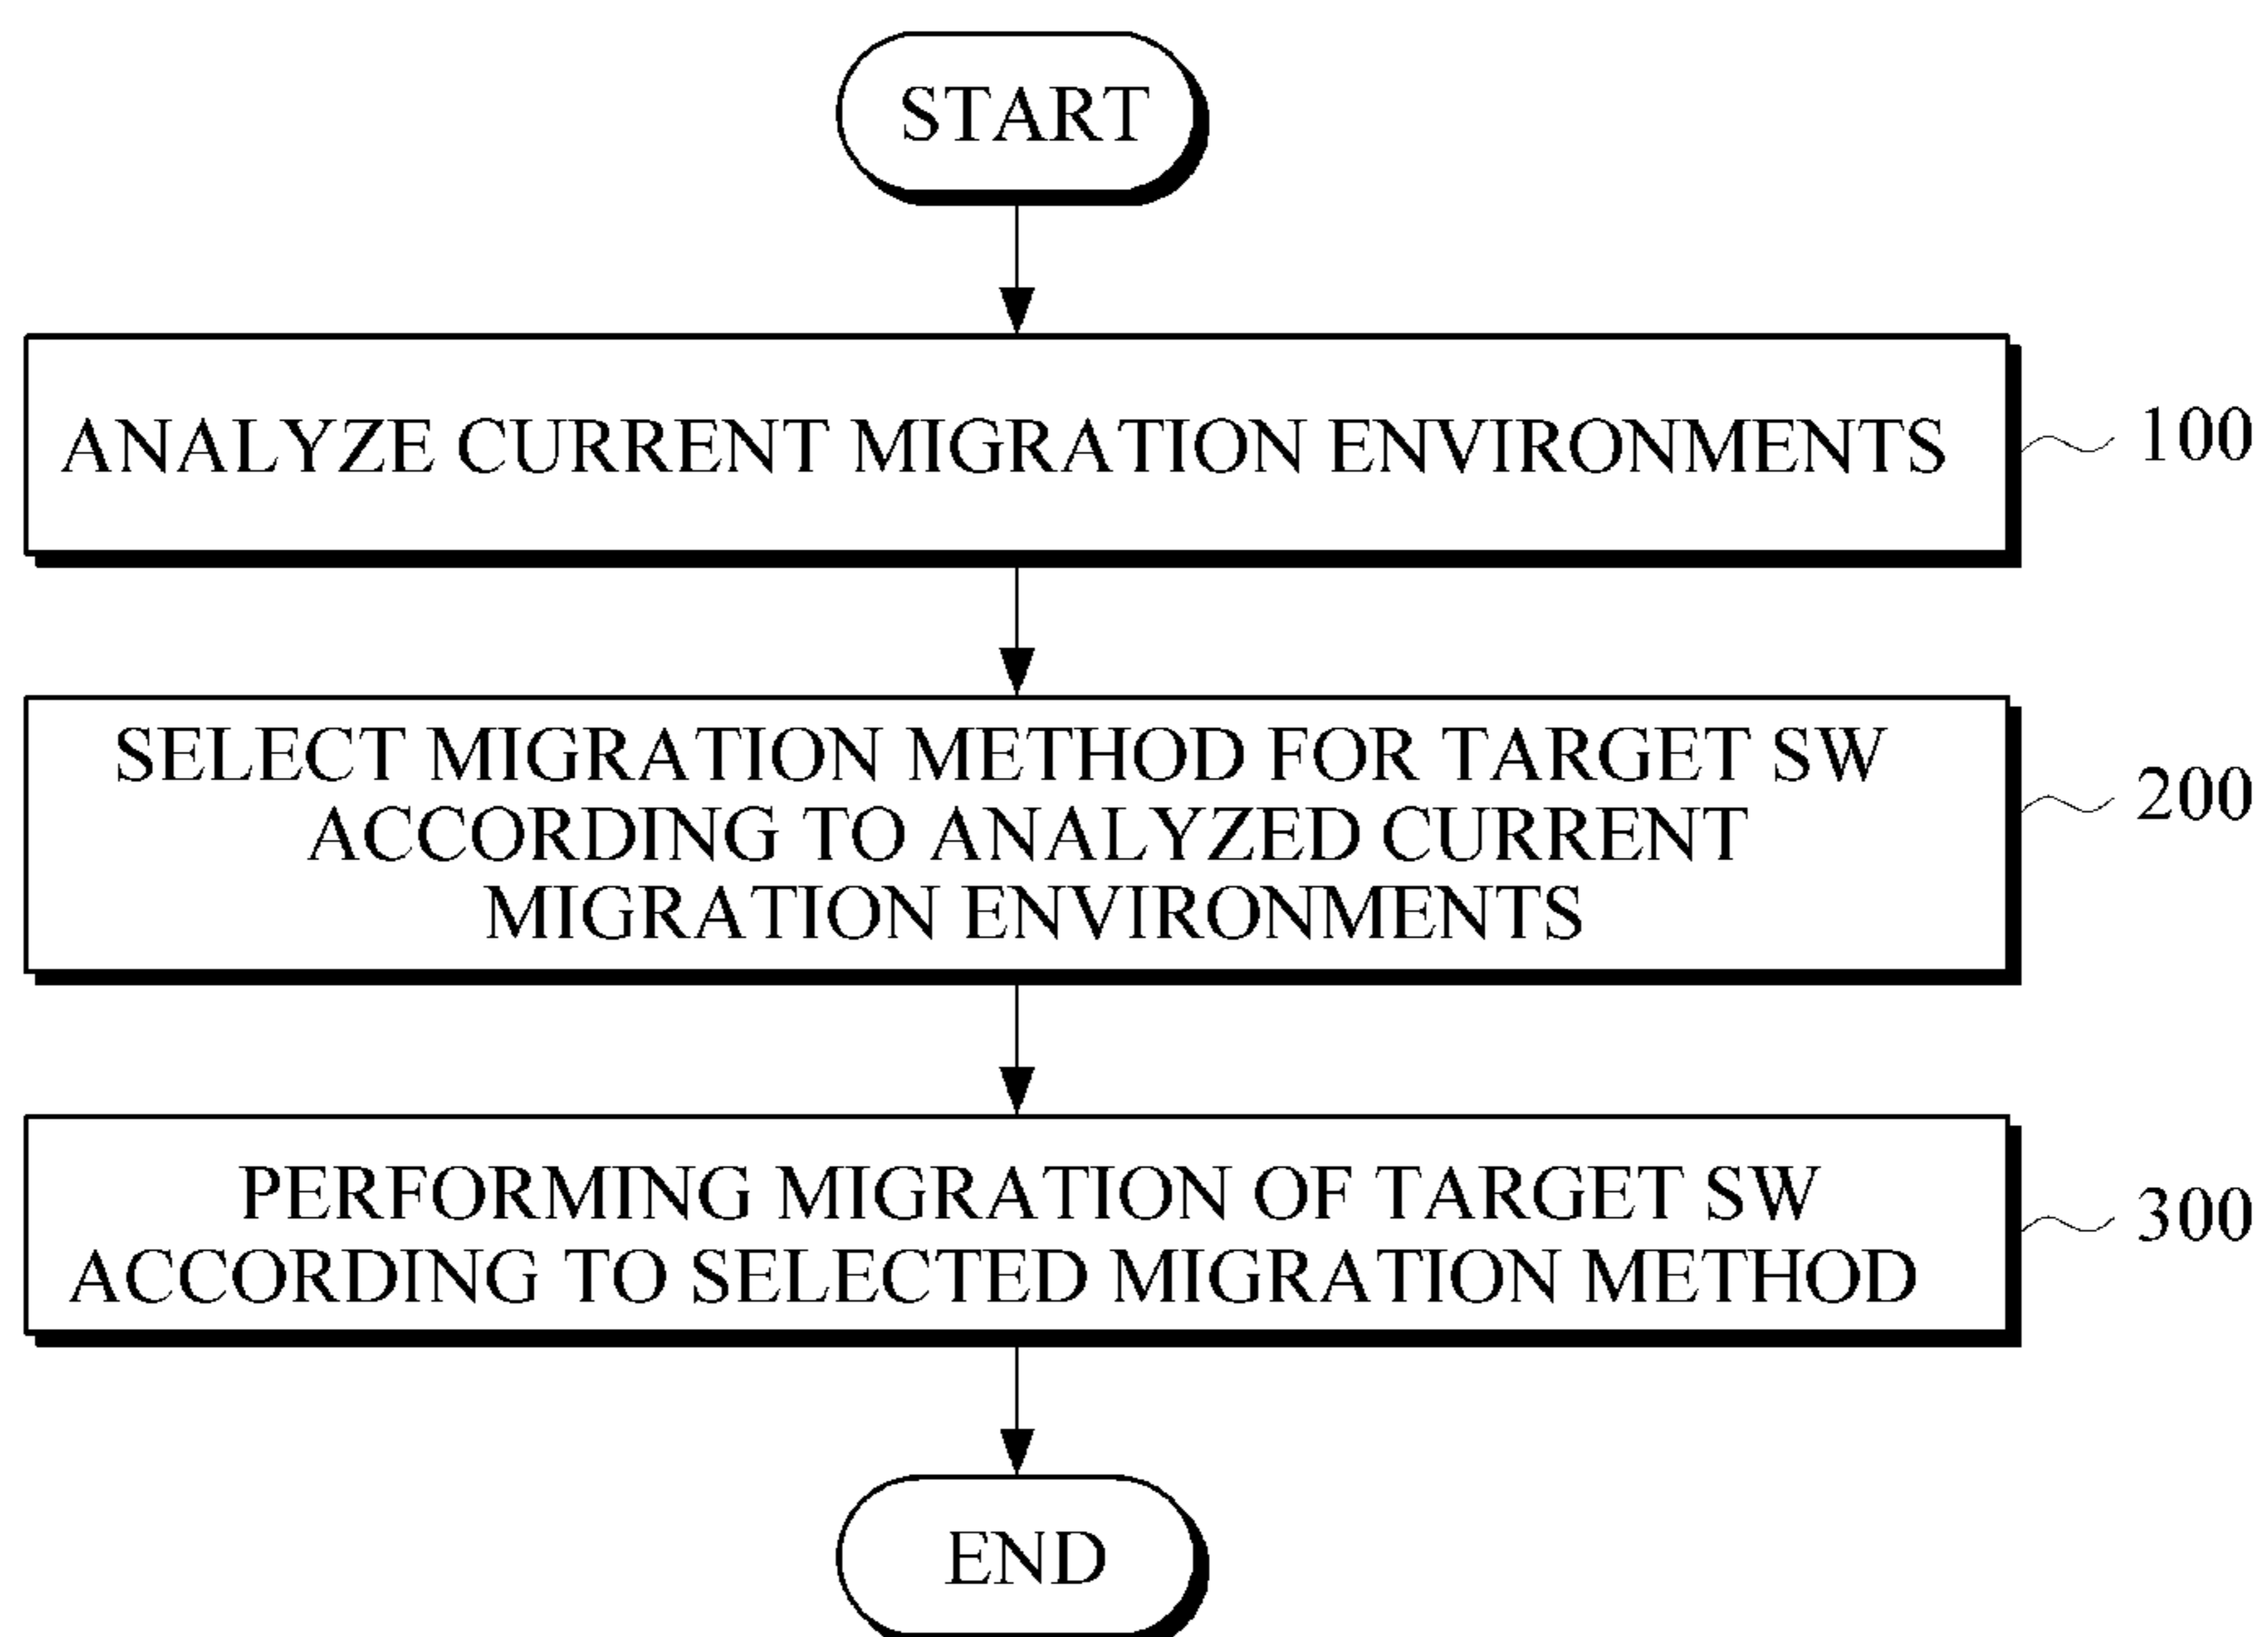 START
ANALYZE CURRENT MIGRATION ENVIRONMENTS
100
SELECT MIGRATION METHOD FOR TARGET SW
ACCORDING TO ANALYZED CURRENT
MIGRATION ENVIRONMENTS
200
PERFORMING MIGRATION OF TARGET SW
ACCORDING TO SELECTED MIGRATION METHOD
300
END